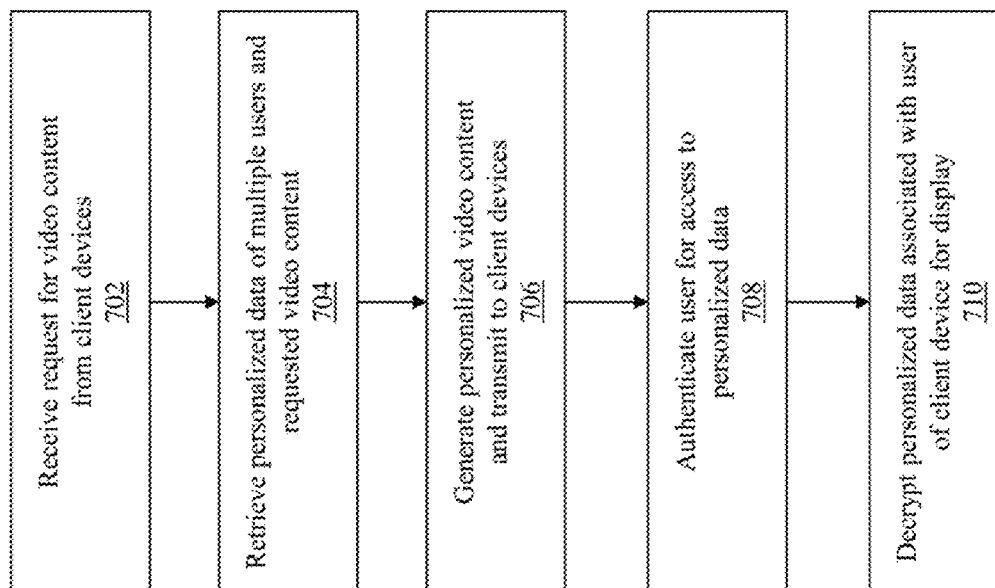 Receive request for video content
from client devices
702
Retrieve personalized data of multiple users and
requested video content
704
Generate personalized video content
and transmit to client devices
706
Authenticate user for access to
personalized data
708
Decrypt personalized data associated with user
of client device for display
710